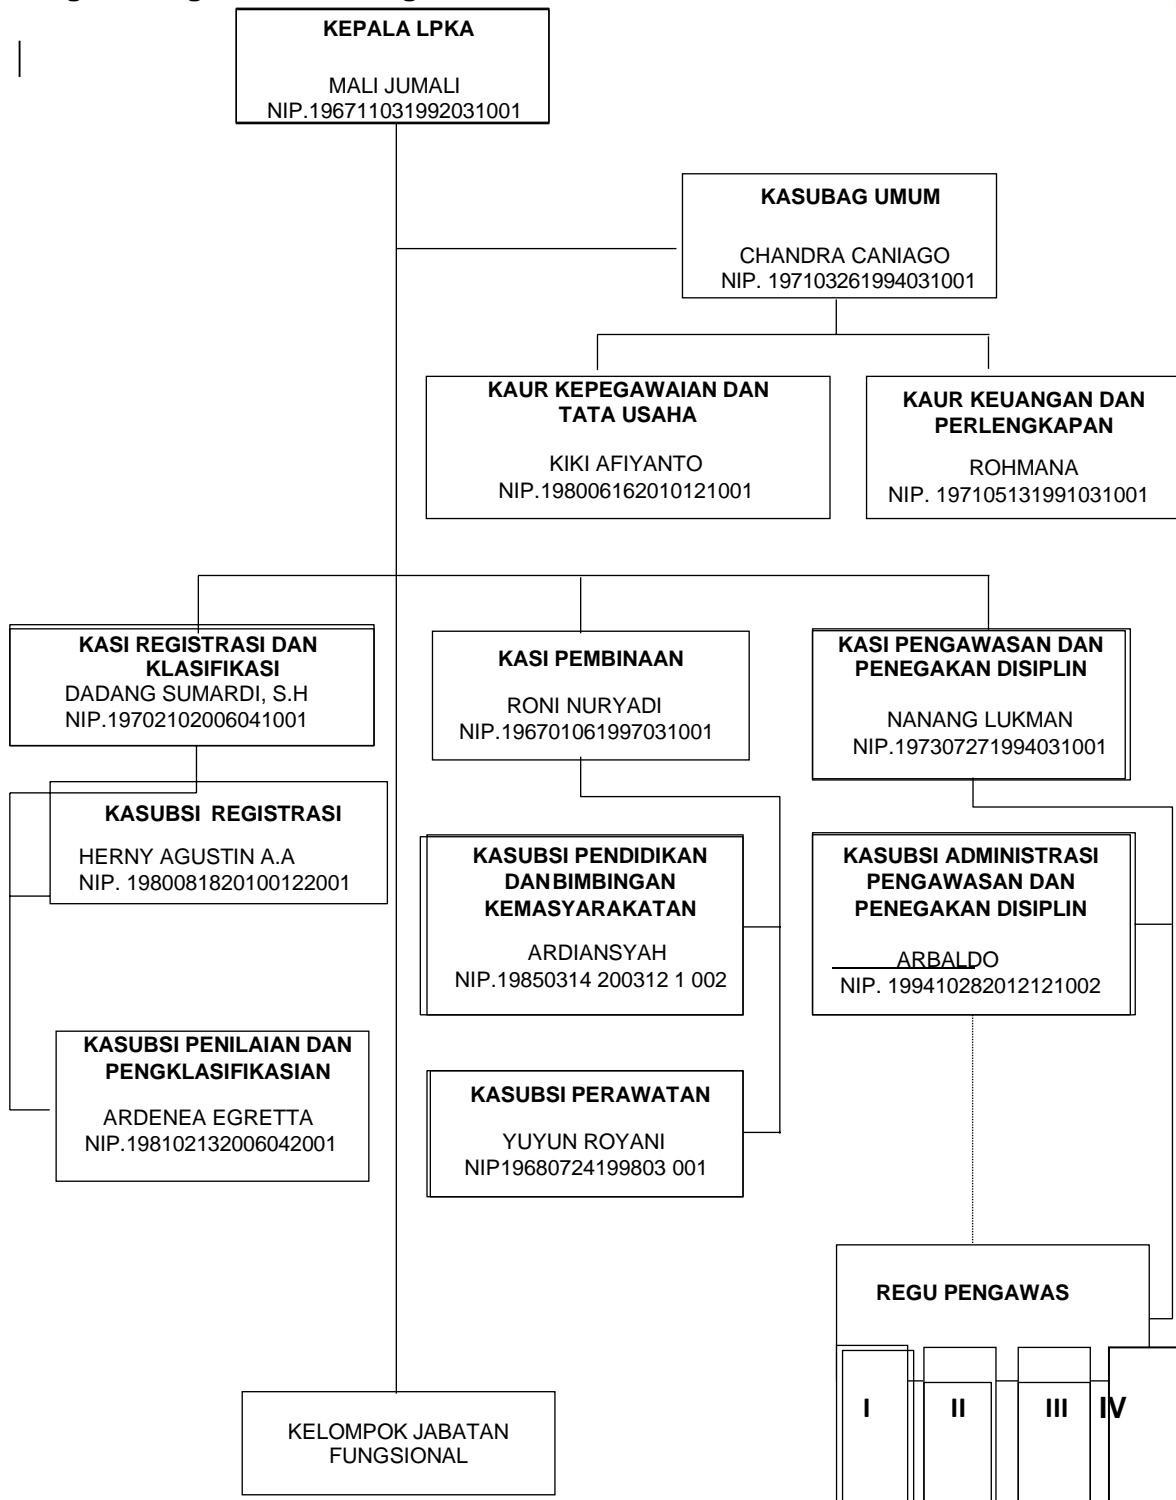 KEPALA LPKA
MALI JUMALI
NIP.196711031992031001
KASUBAG UMUM
CHANDRA CANIAGO
NIP. 197103261994031001
KAUR KEPEGAWAIAN DAN
TATA USAHA
KIKI AFIYANTO
NIP.198006162010121001
KAUR KEUANGAN DAN
PERLENGKAPAN
ROHMANA
NIP. 197105131991031001
KASI REGISTRASI DAN
KLASIFIKASI
DADANG SUMARDI, S.H
NIP.19702102006041001
KASI PEMBINAAN
RONI NURYADI
NIP.196701061997031001
KASI PENGAWASAN DAN
PENEGAKAN DISIPLIN
NANANG LUKMAN
NIP.197307271994031001
KASUBSI REGISTRASI
HERNY AGUSTIN A.A
NIP. 1980081820100122001
KASUBSI PENDIDIKAN
DAN BIMBINGAN
KEMASYARAKATAN
ARDIANSYAH
NIP.19850314 200312 1 002
KASUBSI ADMINISTRASI
PENGAWASAN DAN
PENEGAKAN DISIPLIN
ARBALDO
NIP. 199410282012121002
KASUBSI PENILAIAN DAN
PENGKLASIFIKASIAN
ARDENEA EGRETTA
NIP.198102132006042001
KASUBSI PERAWATAN
YUYUN ROYANI
NIP19680724199803 001
REGU PENGAWAS
I II III IV
KELOMPOK JABATAN
FUNGSIONAL